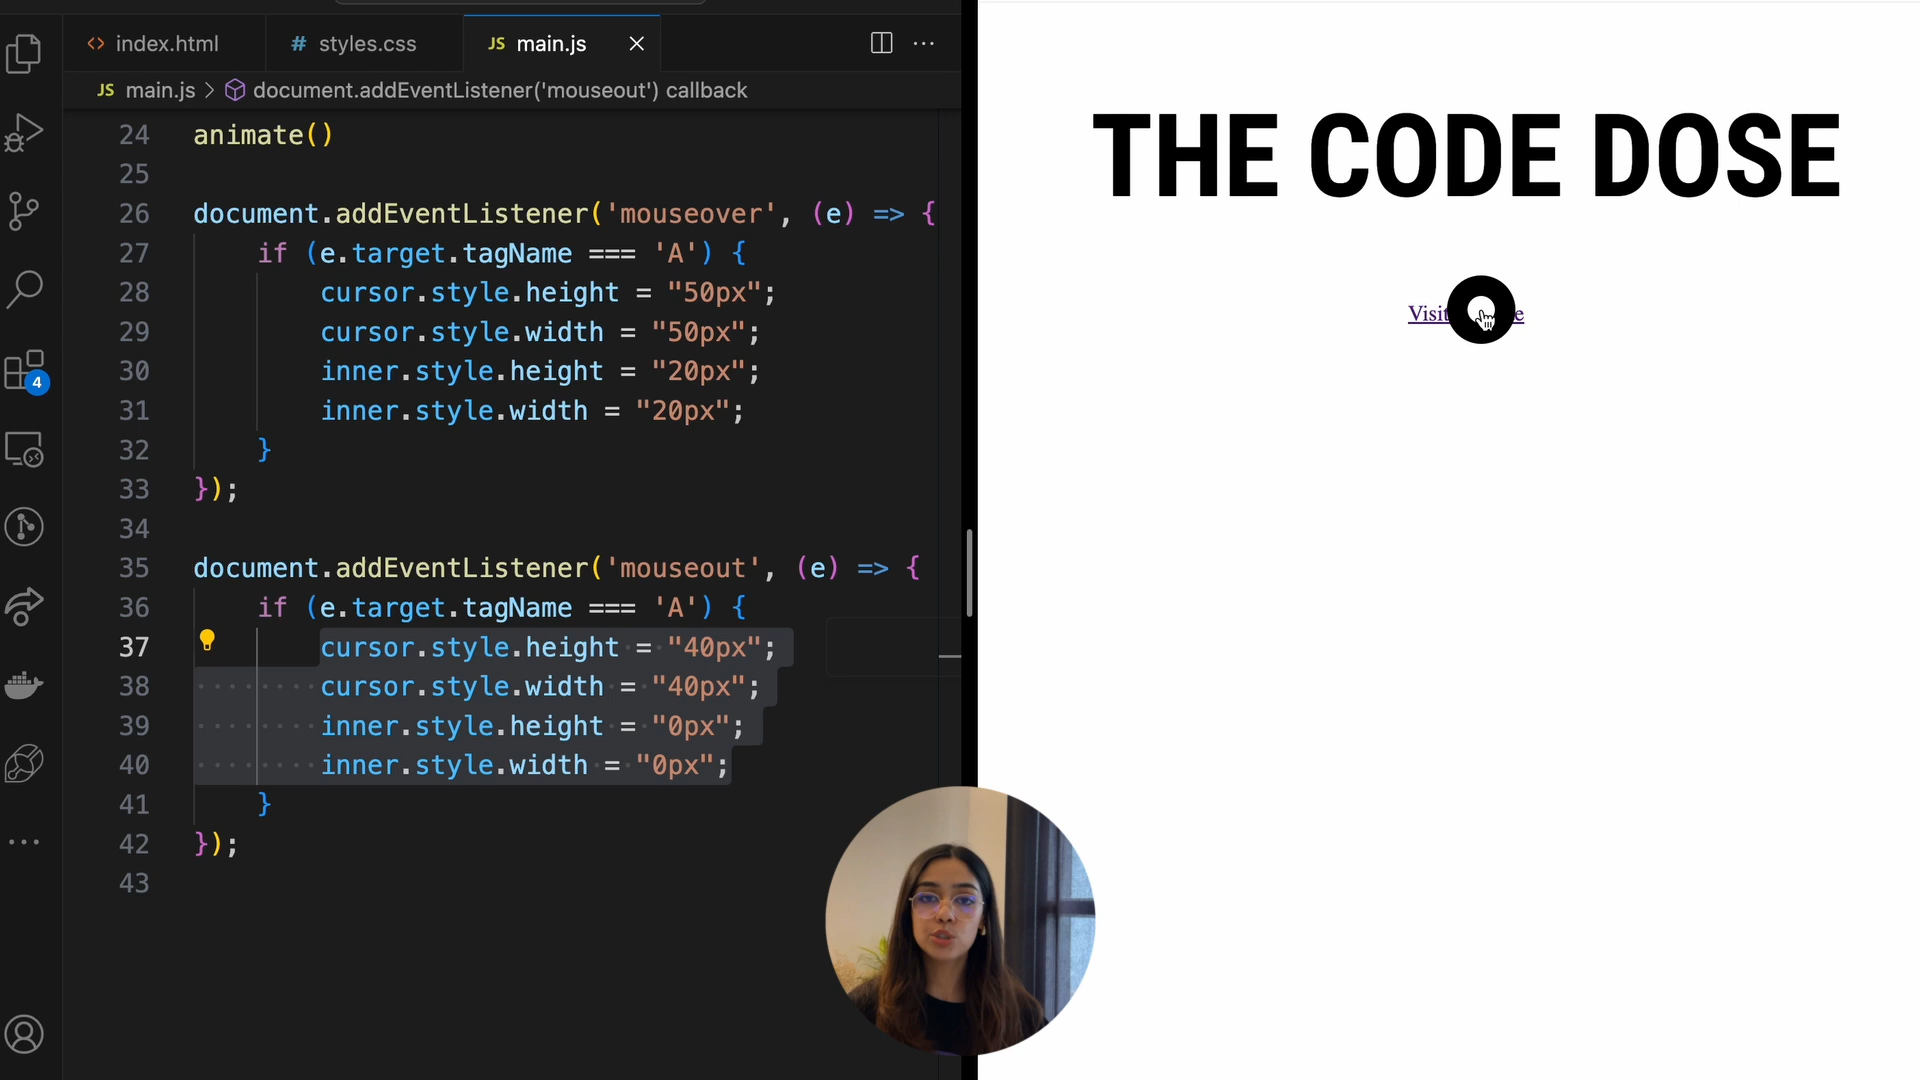 index.html
# styles.css
JS main.js
JS main.js > document.addEventListener('mouseout') callback
24 animate()
25
26 document.addEventListener('mouseover', (e) => {
27 if (e.target.tagName === 'A') {
28 cursor.style.height = "50px";
29 cursor.style.width = "50px";
30 inner.style.height = "20px";
31 inner.style.width = "20px";
32 }
33 });
34
35 document.addEventListener('mouseout', (e) => {
36 if (e.target.tagName === 'A') {
37 cursor.style.height = "40px";
38 cursor.style.width = "40px";
39 inner.style.height = "0px";
40 inner.style.width = "0px";
41 }
42 });
43
4
THE CODE DOSE
Visit